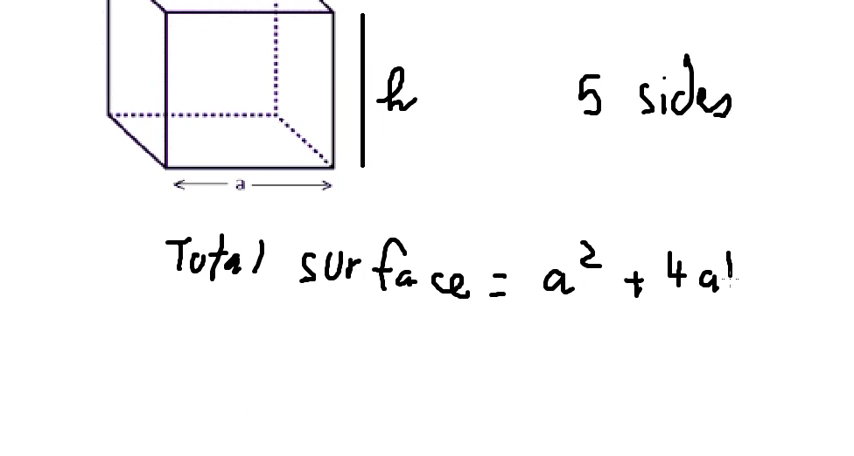 h
5 sides
a
Total surface = a² + 4a